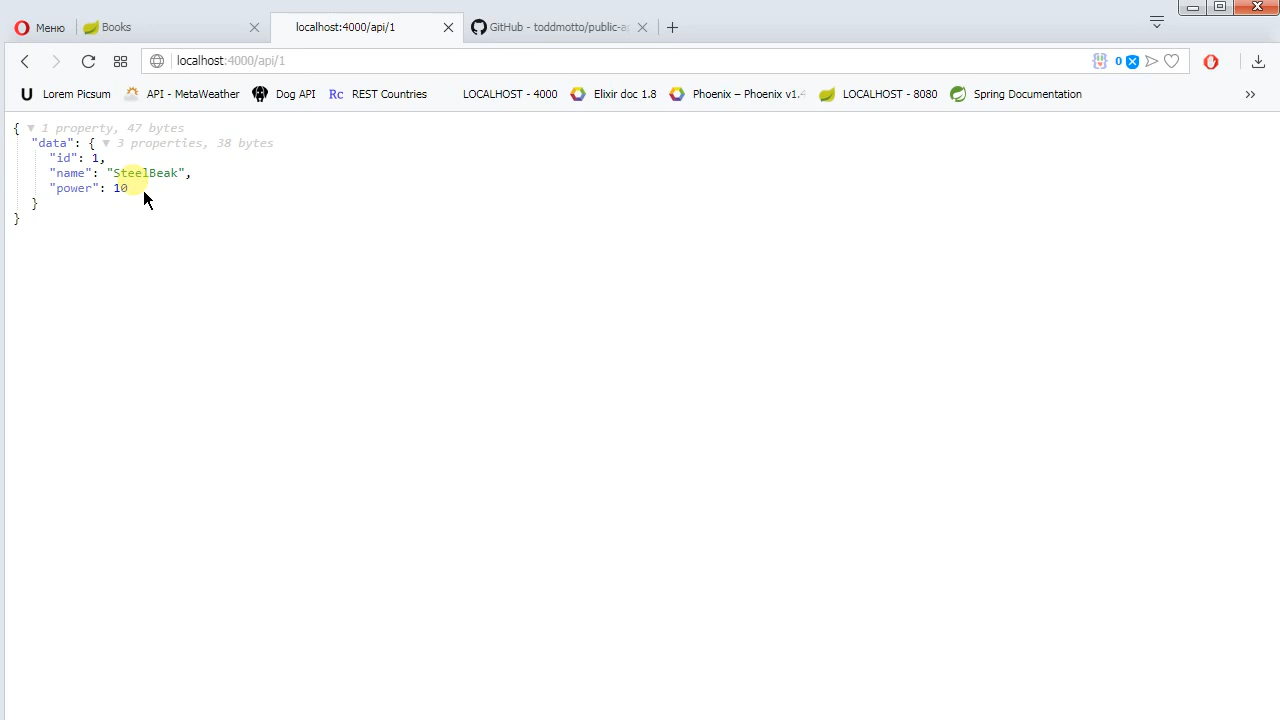 Меню
Books
localhost:4000/api/1
GitHub - toddmotto/public-a
localhost:4000/api/1
0
U Lorem Picsum
API - MetaWeather
Dog API
Rc REST Countries
LOCALHOST - 4000
Elixir doc 1.8
Phoenix – Phoenix v1.4
LOCALHOST - 8080
Spring Documentation
{ ▼ 1 property, 47 bytes
"data": { ▼ 3 properties, 38 bytes
"id": 1,
"name": "SteelBeak",
"power": 10
}
}